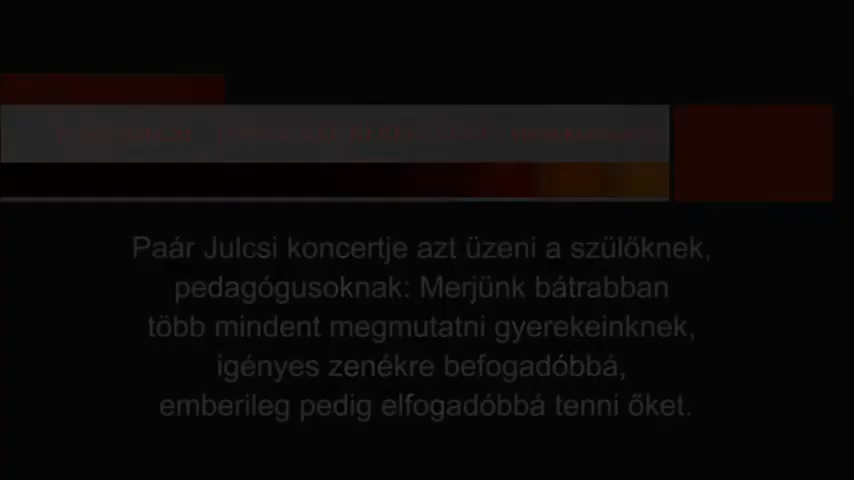 Paár Julcsi koncertje azt üzeni a szülőknek,
pedagógusoknak: Merjünk bátrabban
több mindent megmutatni gyerekeinknek,
igényes zenékre befogadóbbá,
emberileg pedig elfogadóbbá tenni őket.